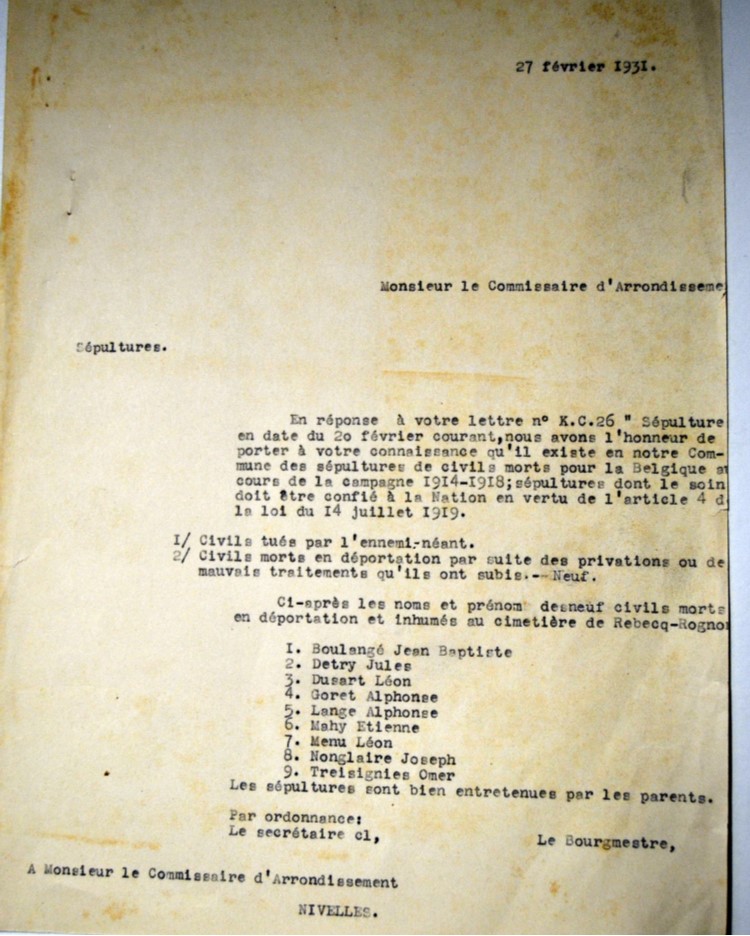 27 février 1931.
Monsieur le Commissaire d'Arrondisseme
Sépultures.
En réponse à votre lettre n° K.C.26 " Sépulture
en date du 2o février courant,nous avons l'honneur de
porter à votre connaissance qu'il existe en notre Com-
mune des sépultures de civils morts pour la Belgique a
cours de la campagne 1914-1918;sépultures dont le soin
doit être confié à la Nation en vertu de l'article 4 d
la loi du I4 juillet 1919.
I/ Civils tués par l'ennemi.-néant.
2/ Civils morts en déportation par suite des privations ou de
mauvais traitements qu'ils ont subis.-- Neuf.
Ci-après les noms et prénom desneuf civils morts
en déportation et inhumés au cimetière de Rebecq-Rogno
I. Boulangé Jean Baptiste
2. Detry Jules
3. Dusart Léon
4. Goret Alphonse
5. Lange Alphonse
6. Mahy Etienne
7. Menu Léon
8. Nonglaire Joseph
9. Treisignies Omer
Les sépultures sont bien entretenues par les parents.
Par ordonnance:
Le secrétaire cl,
Le Bourgmestre,
A Monsieur le Commissaire d'Arrondissement
NIVELLES.